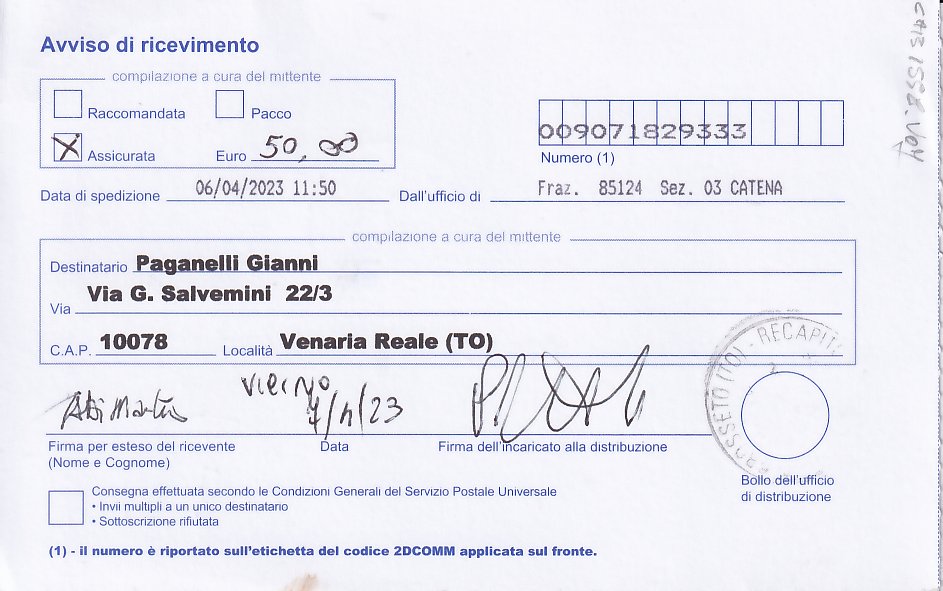 Avviso di ricevimento
compilazione a cura del mittente
Raccomandata Pacco
X Assicurata Euro 50,00
009071829333
Numero (1)
Data di spedizione 06/04/2023 11:50 Dall'ufficio di Fraz. 85124 Sez. 03 CATENA
compilazione a cura del mittente
Destinatario Paganelli Gianni
Via Via G. Salvemini 22/3
C.A.P. 10078 Località Venaria Reale (TO)
7/4/23
Firma per esteso del ricevente
(Nome e Cognome)
Data
Firma dell'incaricato alla distribuzione
(TO) - RECAPIT
Bollo dell'ufficio
di distribuzione
Consegna effettuata secondo le Condizioni Generali del Servizio Postale Universale
• Invii multipli a un unico destinatario
• Sottoscrizione rifiutata
(1) - il numero è riportato sull'etichetta del codice 2DCOMM applicata sul fronte.